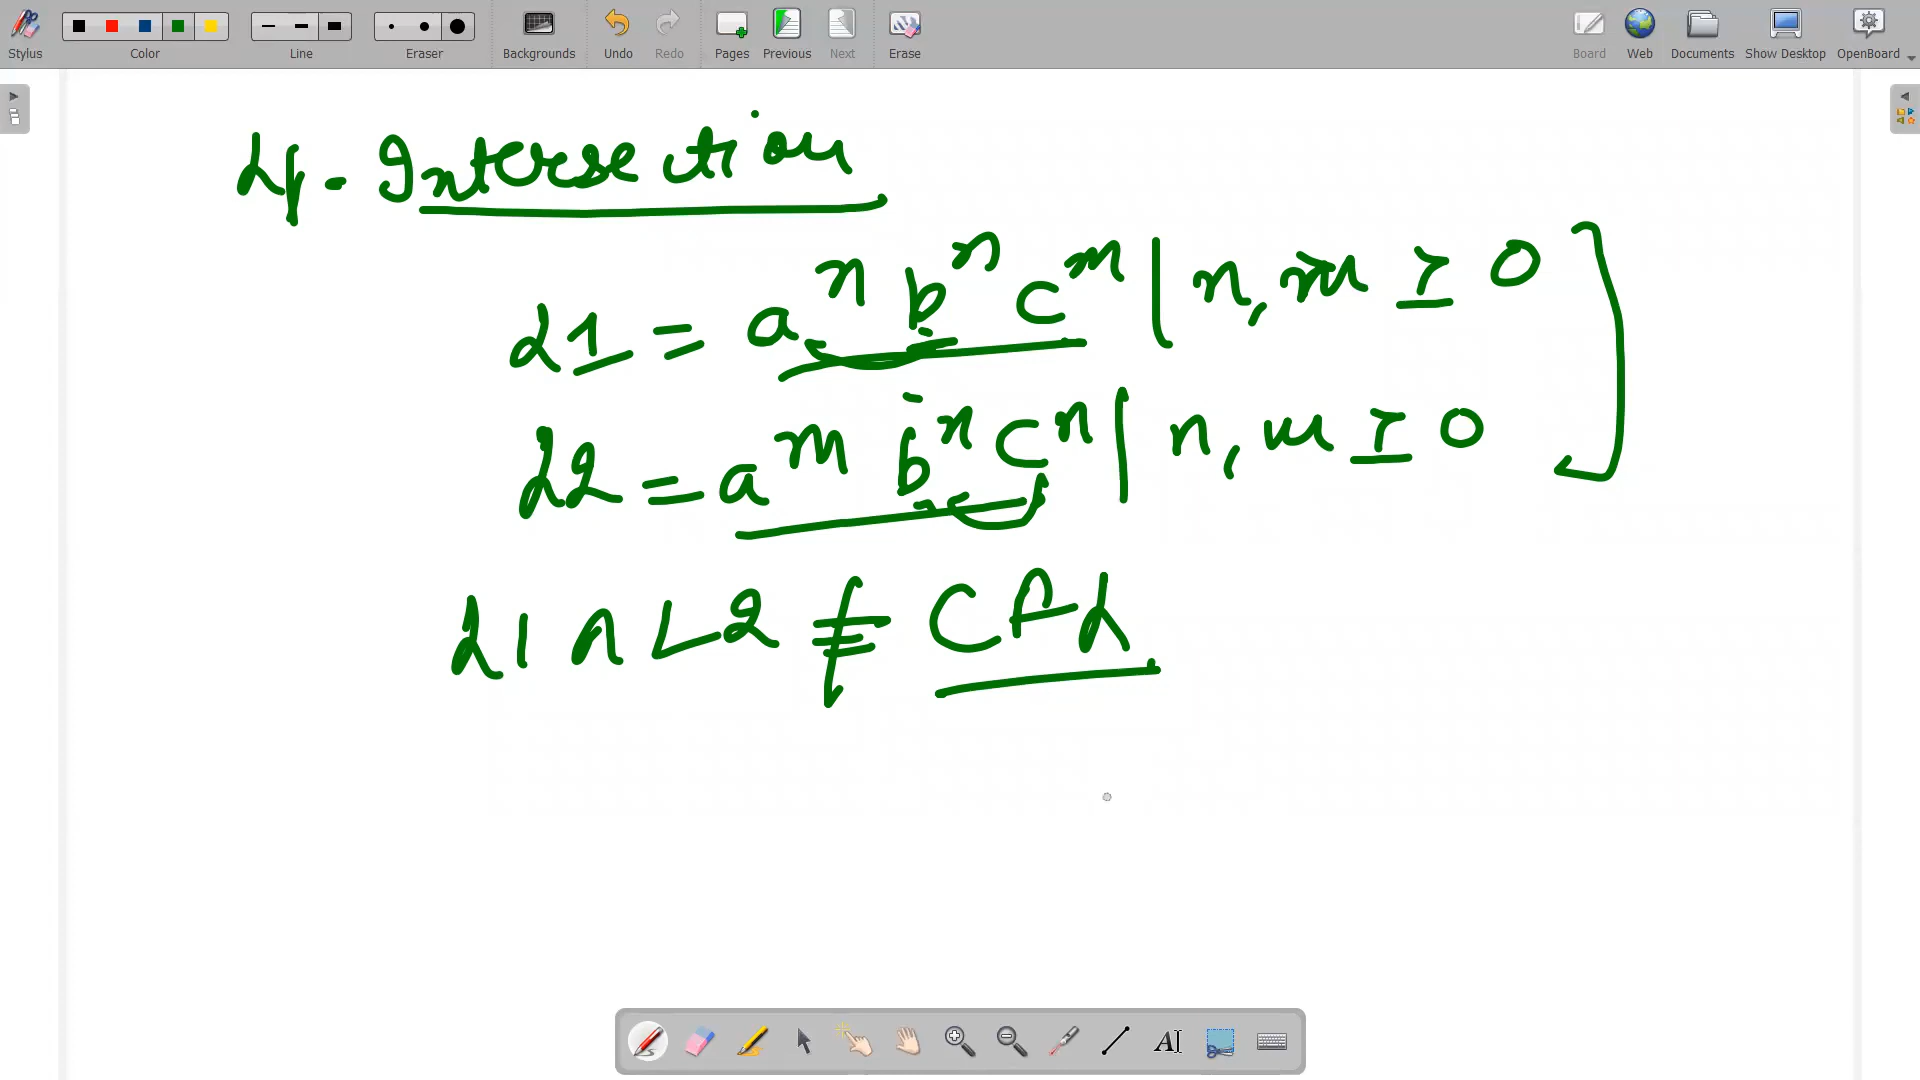 Stylus Color Line Eraser Backgrounds Undo Redo Pages Previous Next Erase Board Web Documents Show Desktop OpenBoard
4. Intersection
L1 = a^n b^n c^m | n, m ≥ 0
L2 = a^m b^n c^n | n, m ≥ 0
L1 ∩ L2 ≠ CFL
AI